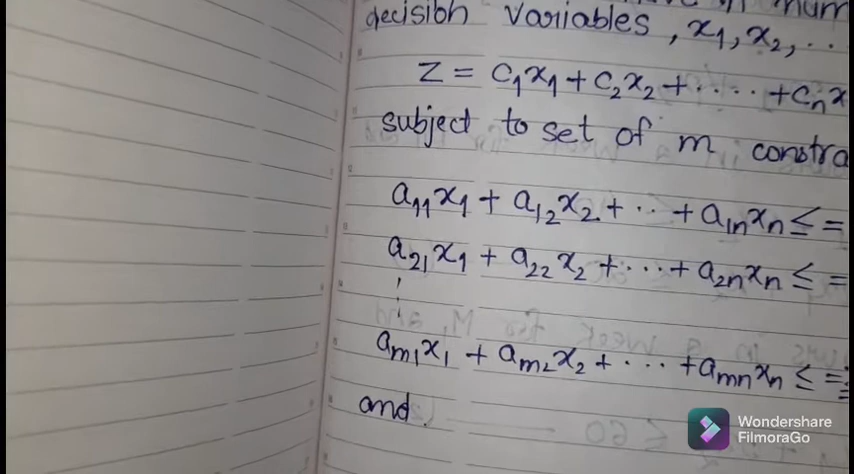 decision variables, x₁, x₂, ..
Z = C₁x₁ + C₂x₂ + ..... + Cₙx
subject to set of m constra
a₁₁x₁ + a₁₂x₂ + .. + a₁ₙxₙ ≤ =
a₂₁x₁ + a₂₂x₂ + ... + a₂ₙxₙ ≤ =
aₘ₁x₁ + aₘ₂x₂ + ... + aₘₙxₙ ≤ =
and.
Wondershare
FilmoraGo